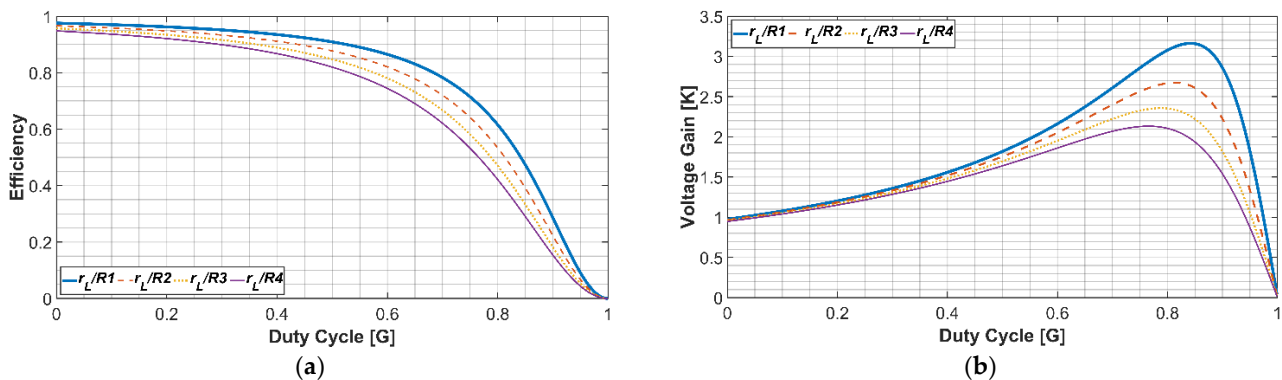 1
0.8
0.6
0.4
0.2
0
Efficiency
r_L/R1 r_L/R2 r_L/R3 r_L/R4
0 0.2 0.4 0.6 0.8 1
Duty Cycle [G]
(a)
3.5
3
2.5
2
1.5
1
0.5
0
Voltage Gain [K]
r_L/R1 r_L/R2 r_L/R3 r_L/R4
0 0.2 0.4 0.6 0.8 1
Duty Cycle [G]
(b)